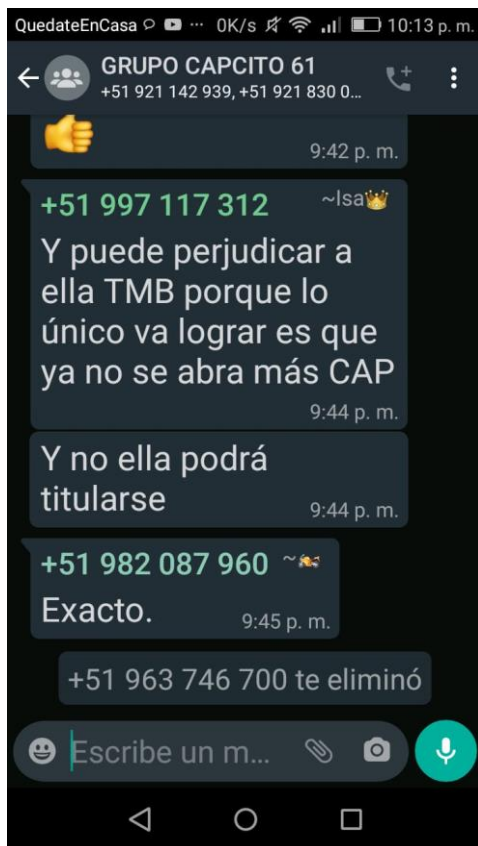 QuedateEnCasa ... 0K/s 10:13 p. m.
GRUPO CAPCITO 61
+51 921 142 939, +51 921 830 0...
9:42 p. m.
+51 997 117 312 ~Isa👑
Y puede perjudicar a
ella TMB porque lo
único va lograr es que
ya no se abra más CAP
9:44 p. m.
Y no ella podrá
titularse
9:44 p. m.
+51 982 087 960 ~🍬
Exacto.
9:45 p. m.
+51 963 746 700 te eliminó
Escribe un m...